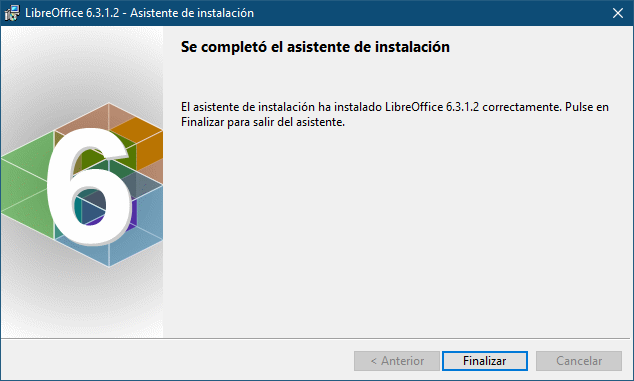 LibreOffice 6.3.1.2 - Asistente de instalación
Se completó el asistente de instalación
El asistente de instalación ha instalado LibreOffice 6.3.1.2 correctamente. Pulse en
Finalizar para salir del asistente.
6
< Anterior
Finalizar
Cancelar